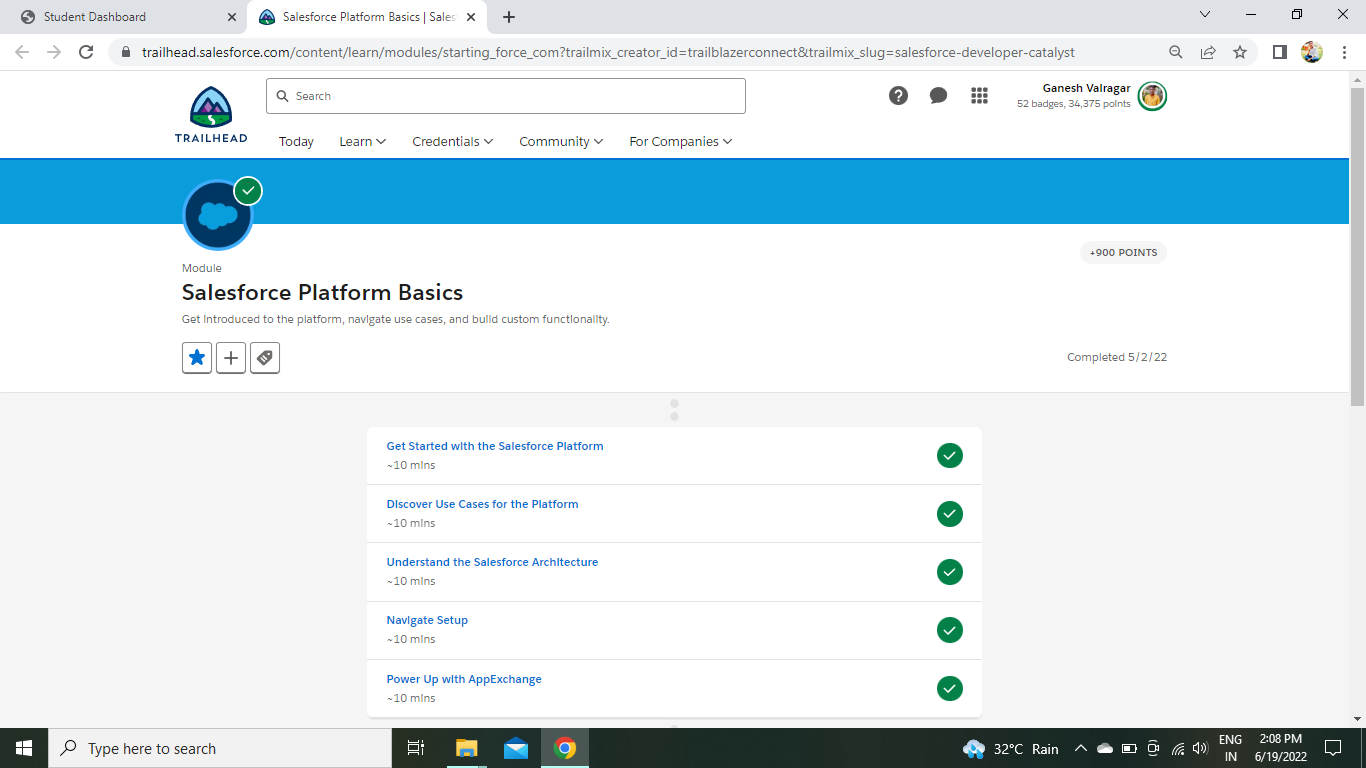 Student Dashboard
Salesforce Platform Basics | Sales
trailhead.salesforce.com/content/learn/modules/starting_force_com?trailmix_creator_id=trailblazerconnect&trailmix_slug=salesforce-developer-catalyst
TRAILHEAD
Search
Ganesh Valragar
52 badges, 34,375 points
Today
Learn
Credentials
Community
For Companies
+900 POINTS
Module
Salesforce Platform Basics
Get introduced to the platform, navigate use cases, and build custom functionality.
Completed 5/2/22
Get Started with the Salesforce Platform
~10 mins
Discover Use Cases for the Platform
~10 mins
Understand the Salesforce Architecture
~10 mins
Navigate Setup
~10 mins
Power Up with AppExchange
~10 mins
Type here to search
32°C Rain
ENG
IN
2:08 PM
6/19/2022